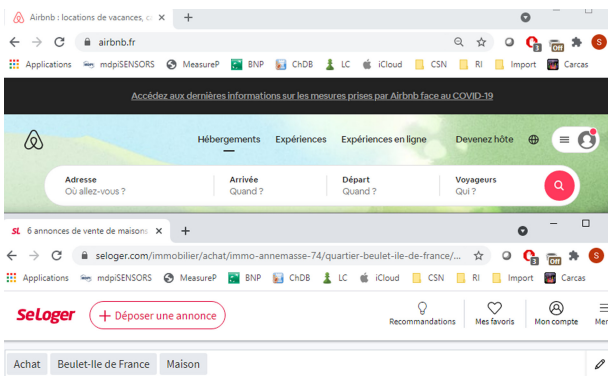 Airbnb : locations de vacances, c
airbnb.fr
Applications mdpiSENSORS MeasureP BNP ChDB LC iCloud CSN RI Import Carcas
Accédez aux dernières informations sur les mesures prises par Airbnb face au COVID-19
Hébergements Expériences Expériences en ligne Devenez hôte
Adresse Arrivée Départ Voyageurs
Où allez-vous ? Quand ? Quand ? Qui ?
SL 6 annonces de vente de maisons
seloger.com/immobilier/achat/immo-annemasse-74/quartier-beulet-ile-de-france/...
Applications mdpiSENSORS MeasureP BNP ChDB LC iCloud CSN RI Import Carcas
SeLoger + Déposer une annonce Recommandations Mes favoris Mon compte Mer
Achat Beulet-Ile de France Maison